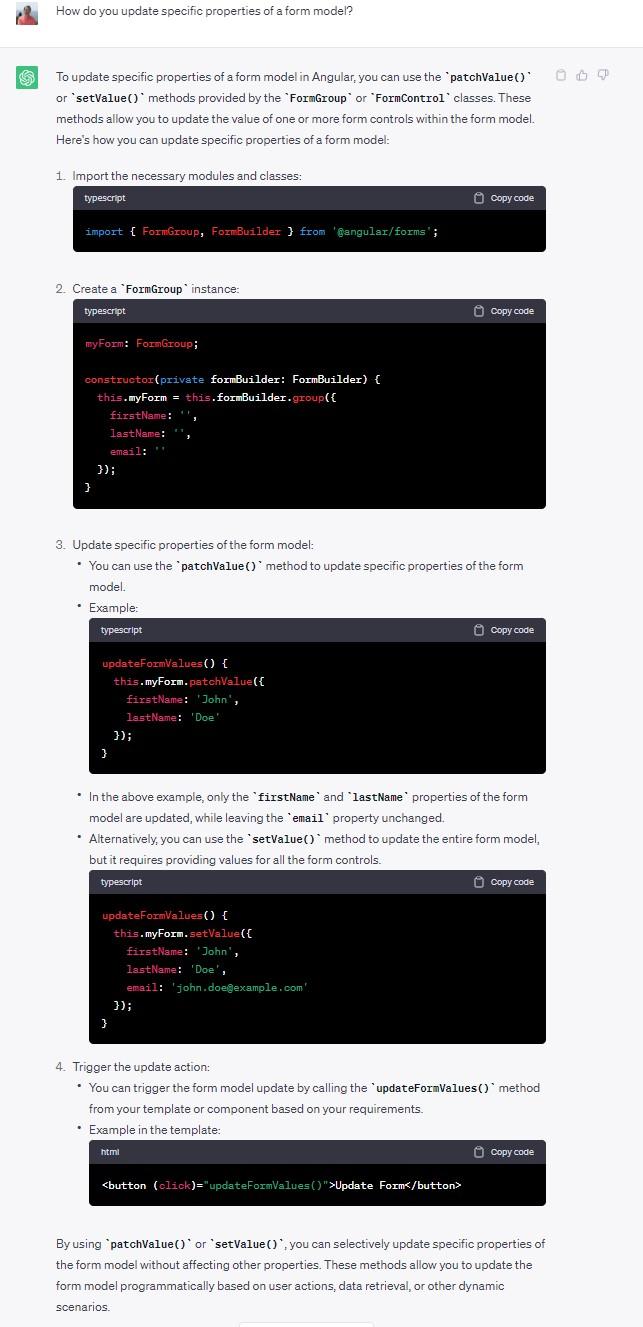 How do you update specific properties of a form model?
To update specific properties of a form model in Angular, you can use the `patchValue()`
or `setValue()` methods provided by the `FormGroup` or `FormControl` classes. These
methods allow you to update the value of one or more form controls within the form model.
Here's how you can update specific properties of a form model:
1. Import the necessary modules and classes:
typescript Copy code
import { FormGroup, FormBuilder } from '@angular/forms';
2. Create a `FormGroup` instance:
typescript Copy code
myForm: FormGroup;
constructor(private formBuilder: FormBuilder) {
this.myForm = this.formBuilder.group({
firstName: '',
lastName: '',
email: ''
});
}
3. Update specific properties of the form model:
• You can use the `patchValue()` method to update specific properties of the form
model.
• Example:
typescript Copy code
updateFormValues() {
this.myForm.patchValue({
firstName: 'John',
lastName: 'Doe'
});
}
• In the above example, only the `firstName` and `lastName` properties of the form
model are updated, while leaving the `email` property unchanged.
• Alternatively, you can use the `setValue()` method to update the entire form model,
but it requires providing values for all the form controls.
typescript Copy code
updateFormValues() {
this.myForm.setValue({
firstName: 'John',
lastName: 'Doe',
email: 'john.doe@example.com'
});
}
4. Trigger the update action:
• You can trigger the form model update by calling the `updateFormValues()` method
from your template or component based on your requirements.
• Example in the template:
html Copy code
<button (click)="updateFormValues()">Update Form</button>
By using `patchValue()` or `setValue()`, you can selectively update specific properties of
the form model without affecting other properties. These methods allow you to update the
form model programmatically based on user actions, data retrieval, or other dynamic
scenarios.